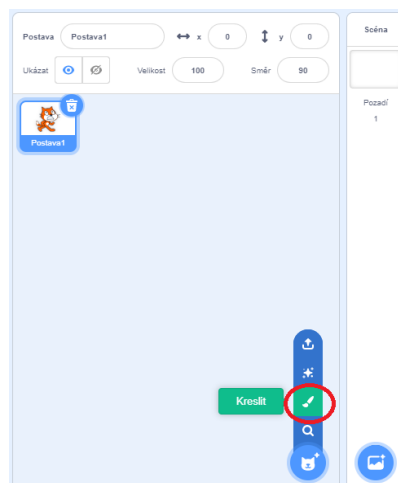 Postava Postava1 x 0 y 0 Scéna
Ukázat Velikost 100 Směr 90
Pozadí
1
Postava1
Kreslit